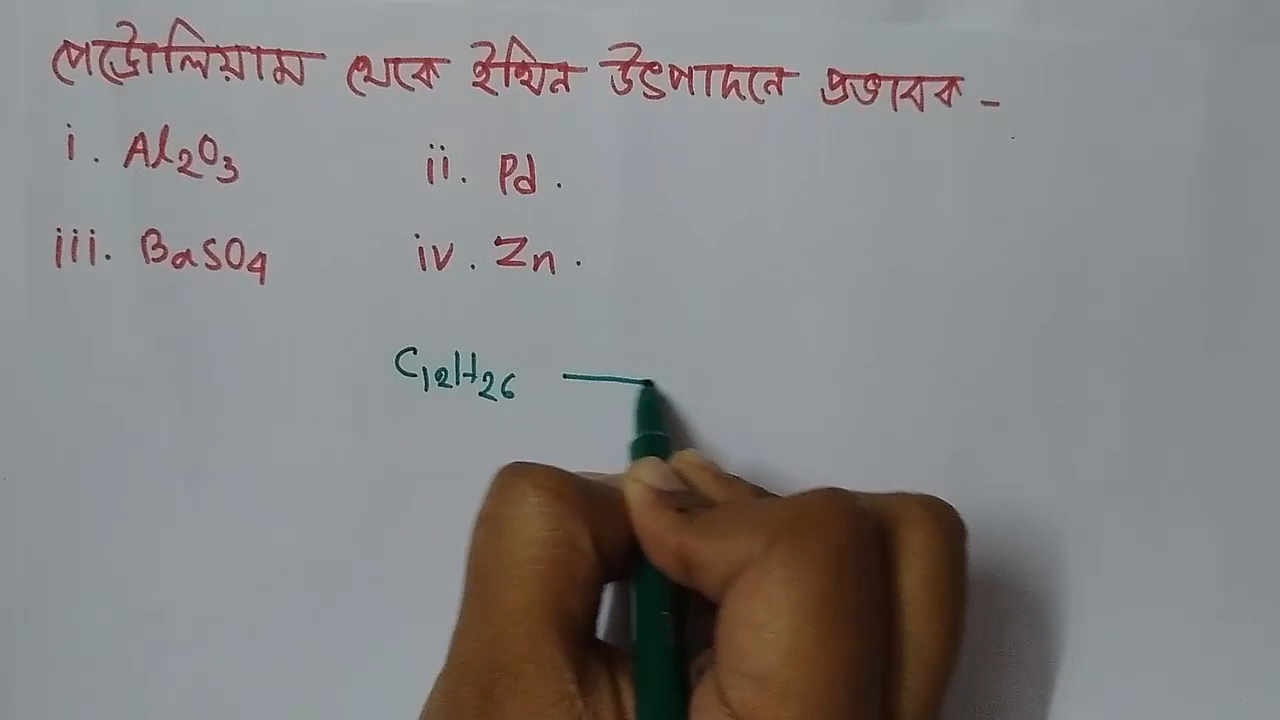 পেট্রোলিয়াম থেকে ইথিন উৎপাদনে প্রভাবক -
i. Al₂O₃ ii. Pd.
iii. BaSO₄ iv. Zn.
C₁₂H₂₆ —